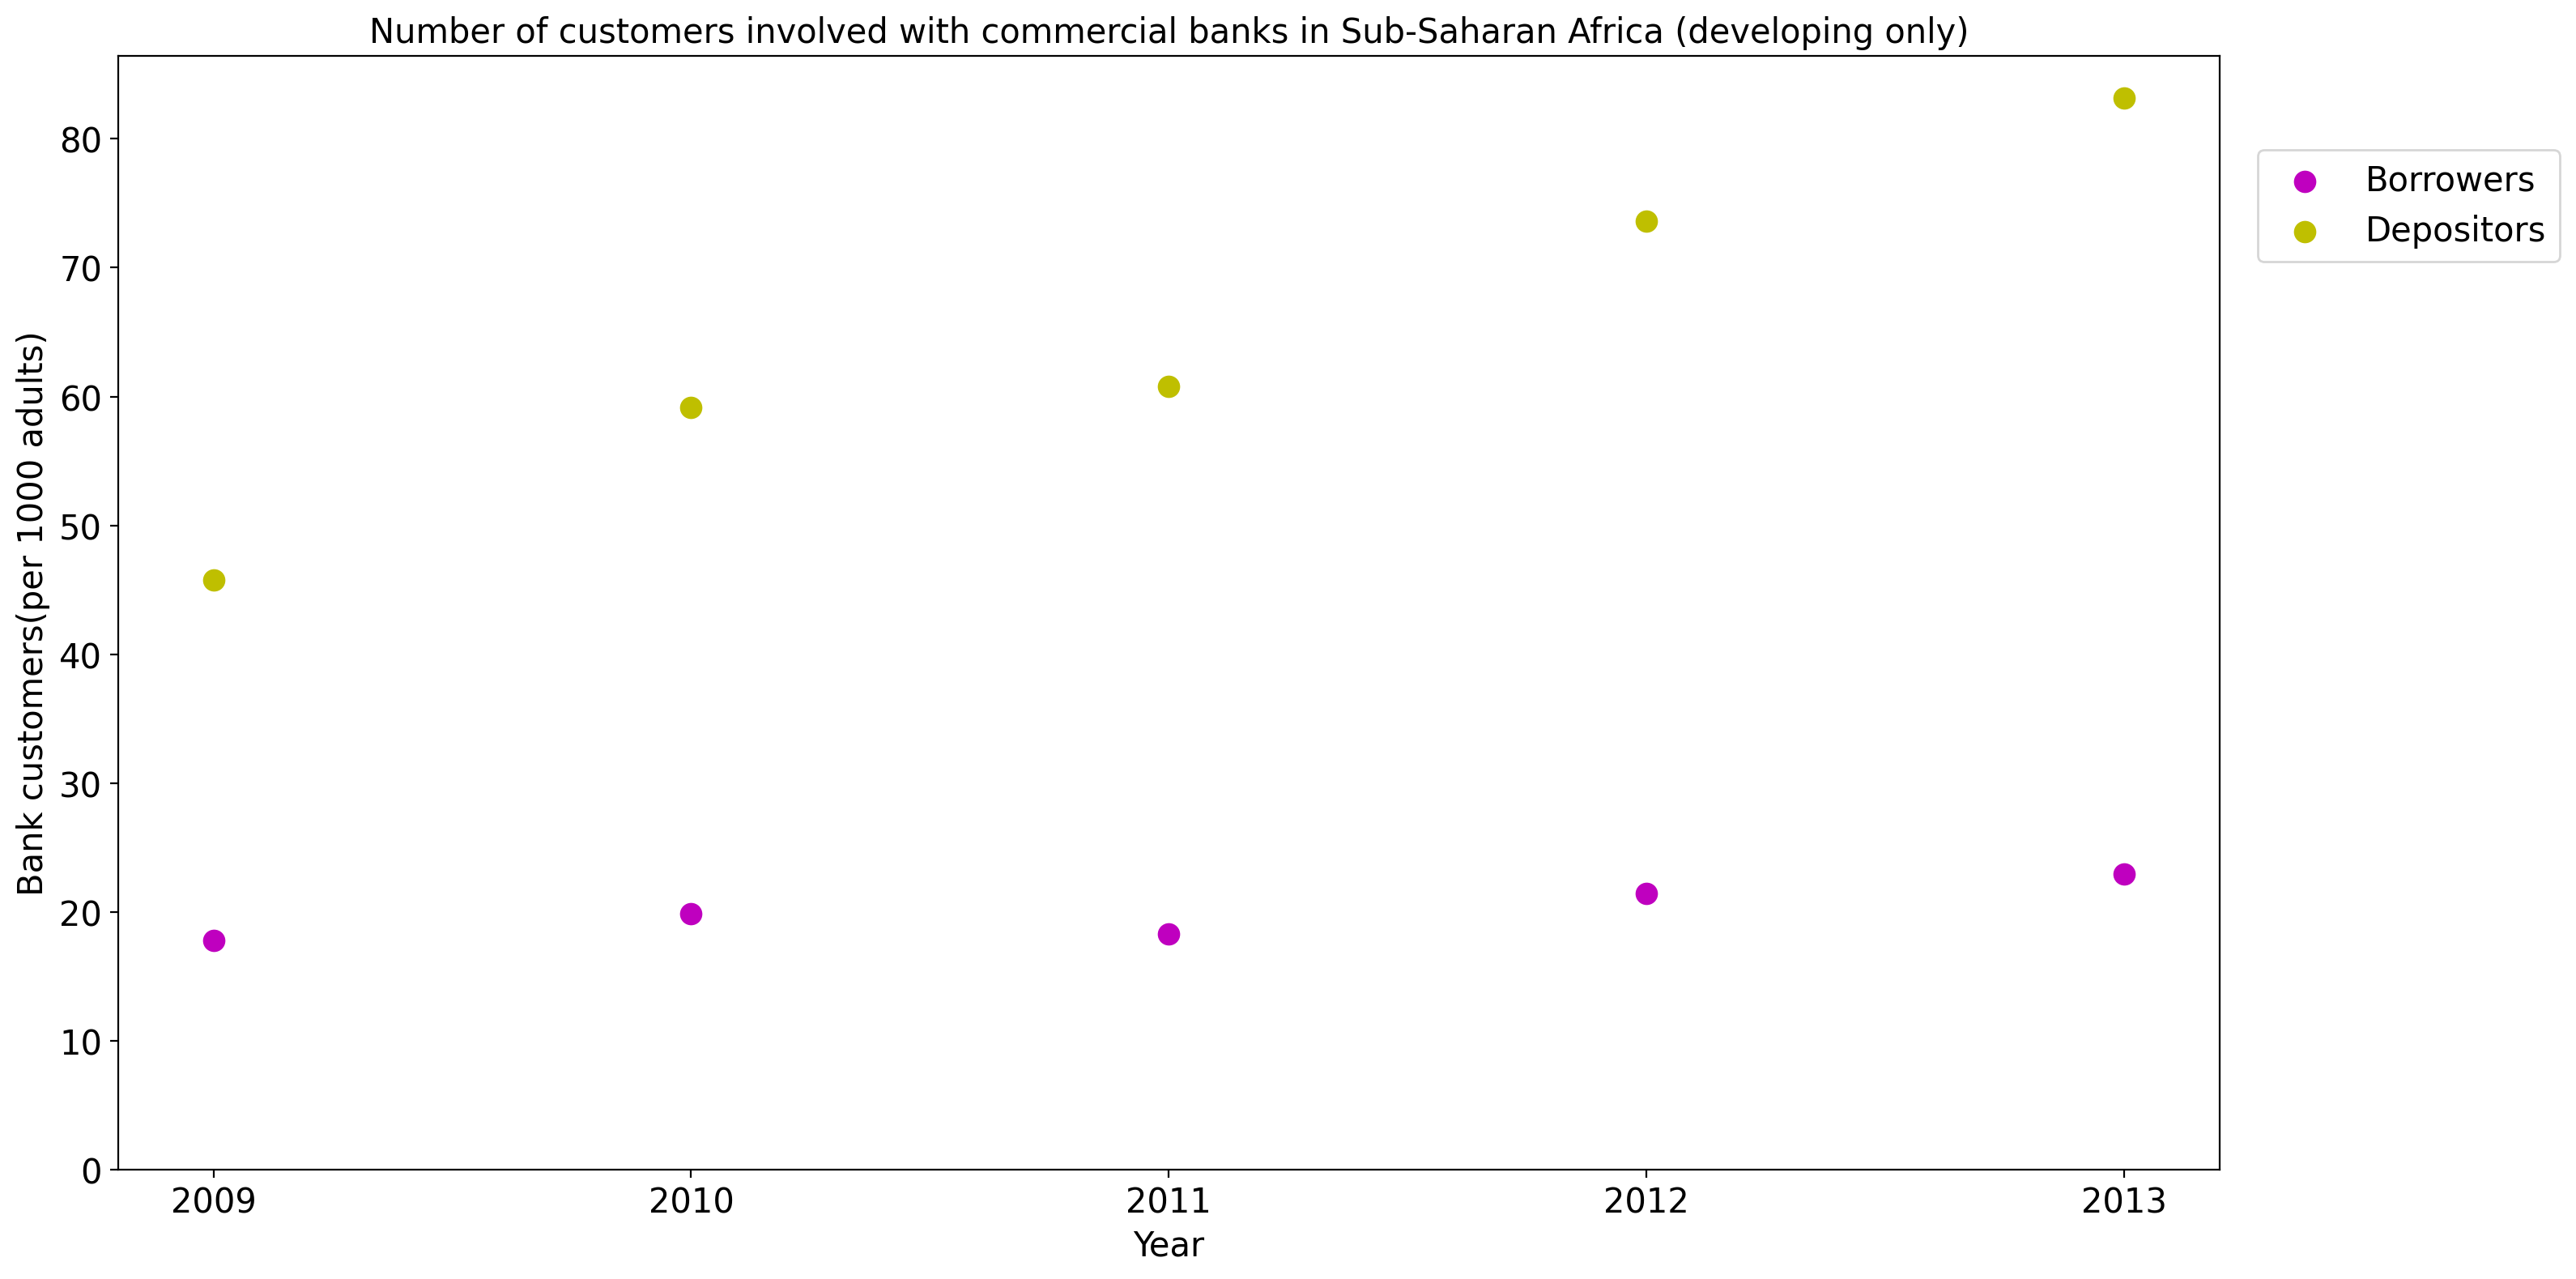 Number of customers involved with commercial banks in Sub-Saharan Africa (developing only)
Bank customers(per 1000 adults)
80
70
60
50
40
30
20
10
0
2009 2010 2011 2012 2013
Year
Borrowers
Depositors